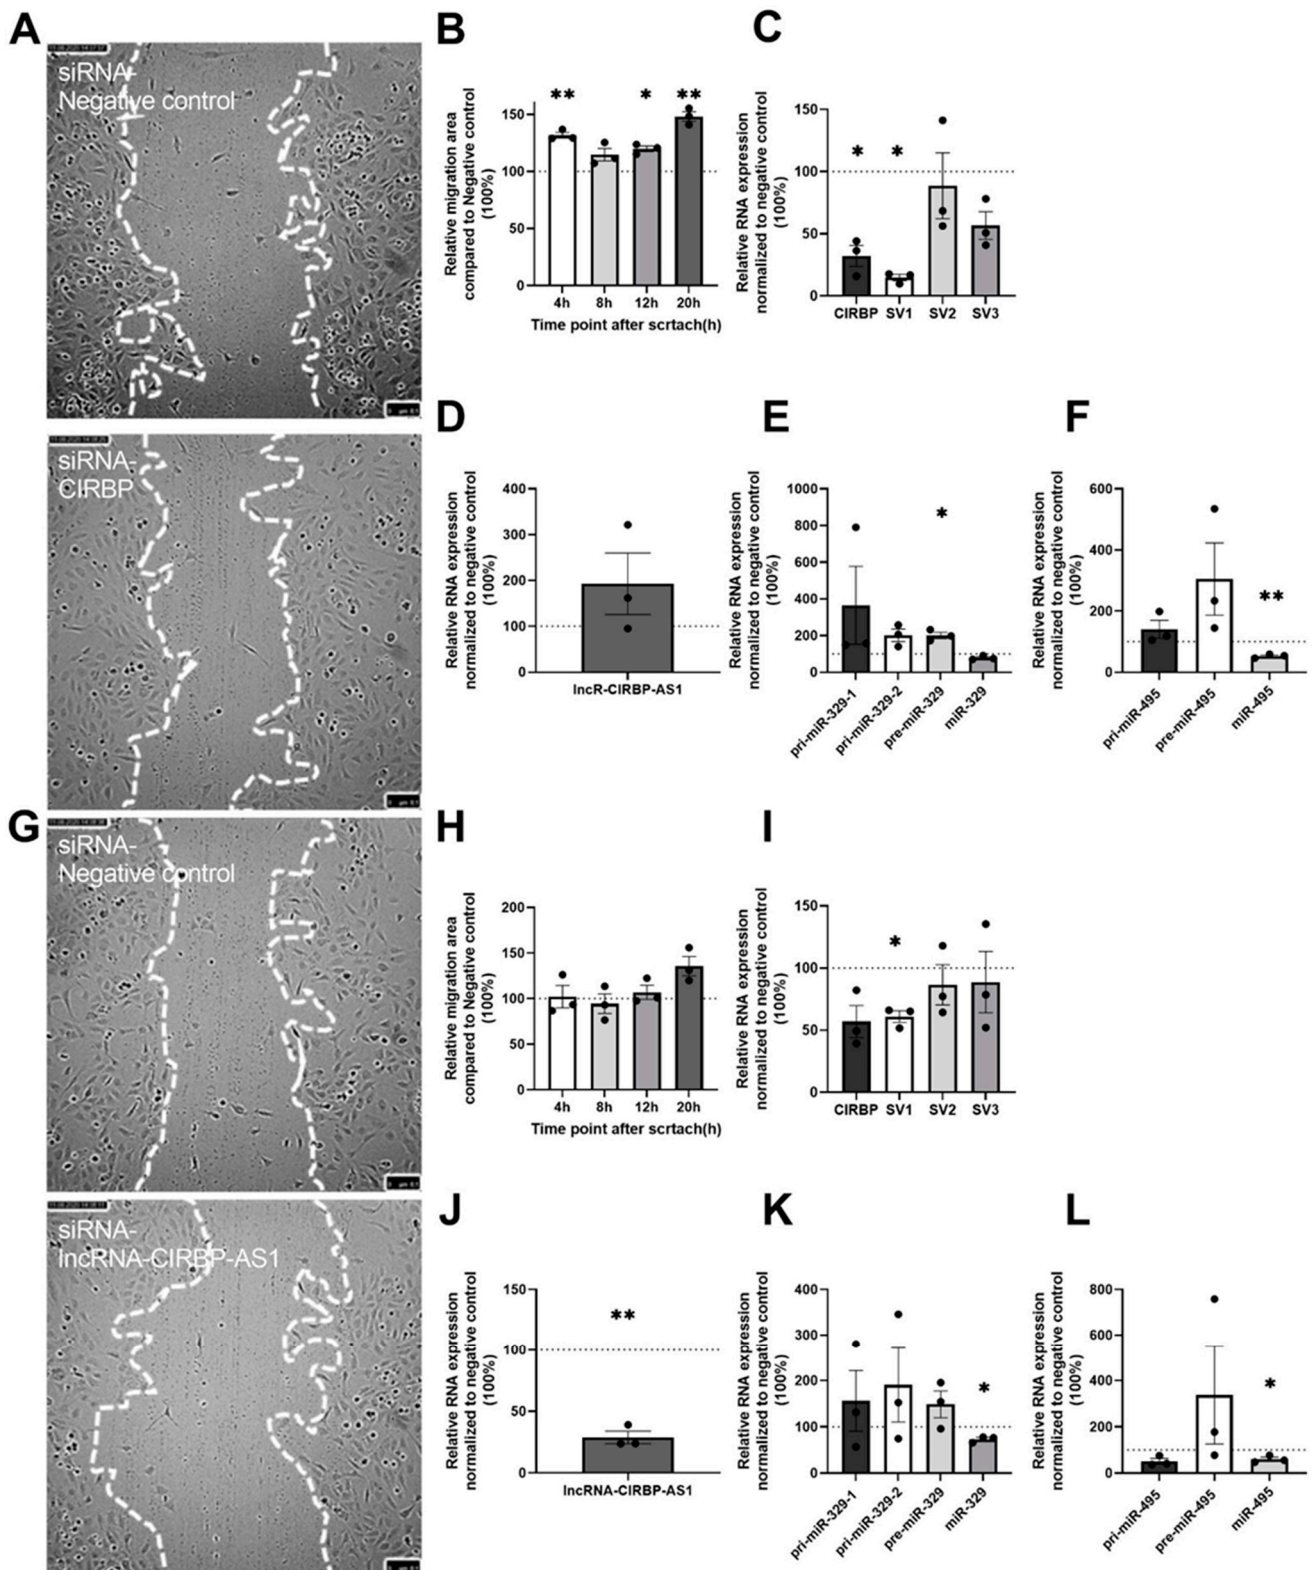 A
siRNA-
Negative control
siRNA-
CIRBP
B
Relative migration area
compared to Negative control
(100%)
150
100
50
0
**
*
**
4h
8h
12h
20h
Time point after scrtach(h)
C
Relative RNA expression
normalized to negative control
(100%)
150
100
50
0
*
*
CIRBP
SV1
SV2
SV3
D
Relative RNA expression
normalized to negative control
(100%)
400
300
200
100
0
lncR-CIRBP-AS1
E
Relative RNA expression
normalized to negative control
(100%)
1000
800
600
400
200
0
*
pri-miR-329-1
pri-miR-329-2
pre-miR-329
miR-329
F
Relative RNA expression
normalized to negative control
(100%)
600
400
200
0
**
pri-miR-495
pre-miR-495
miR-495
G
siRNA-
Negative control
siRNA-
lncRNA-CIRBP-AS1
H
Relative migration area
compared to Negative control
(100%)
200
150
100
50
0
4h
8h
12h
20h
Time point after scrtach(h)
I
Relative RNA expression
normalized to negative control
(100%)
150
100
50
0
*
CIRBP
SV1
SV2
SV3
J
Relative RNA expression
normalized to negative control
(100%)
150
100
50
0
**
lncRNA-CIRBP-AS1
K
Relative RNA expression
normalized to negative control
(100%)
400
300
200
100
0
*
pri-miR-329-1
pri-miR-329-2
pre-miR-329
miR-329
L
Relative RNA expression
normalized to negative control
(100%)
800
600
400
200
0
*
pri-miR-495
pre-miR-495
miR-495